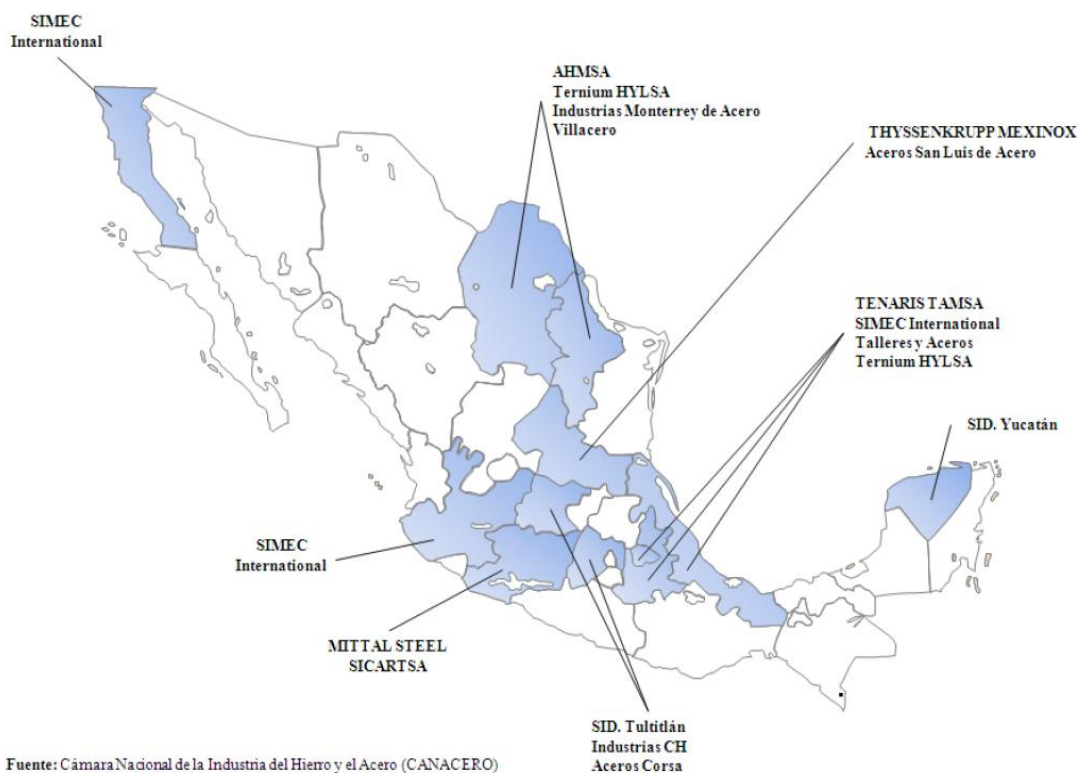 SIMEC
International
AHMSA
Ternium HYLSA
Industrias Monterrey de Acero
Villacero
THYSSENKRUPP MEXINOX
Aceros San Luis de Acero
TENARIS TAMSA
SIMEC International
Talleres y Aceros
Ternium HYLSA
SID. Yucatán
SIMEC
International
MITTAL STEEL
SICARTSA
SID. Tultitlán
Industrias CH
Aceros Corsa
Fuente: Cámara Nacional de la Industria del Hierro y el Acero (CANACERO)